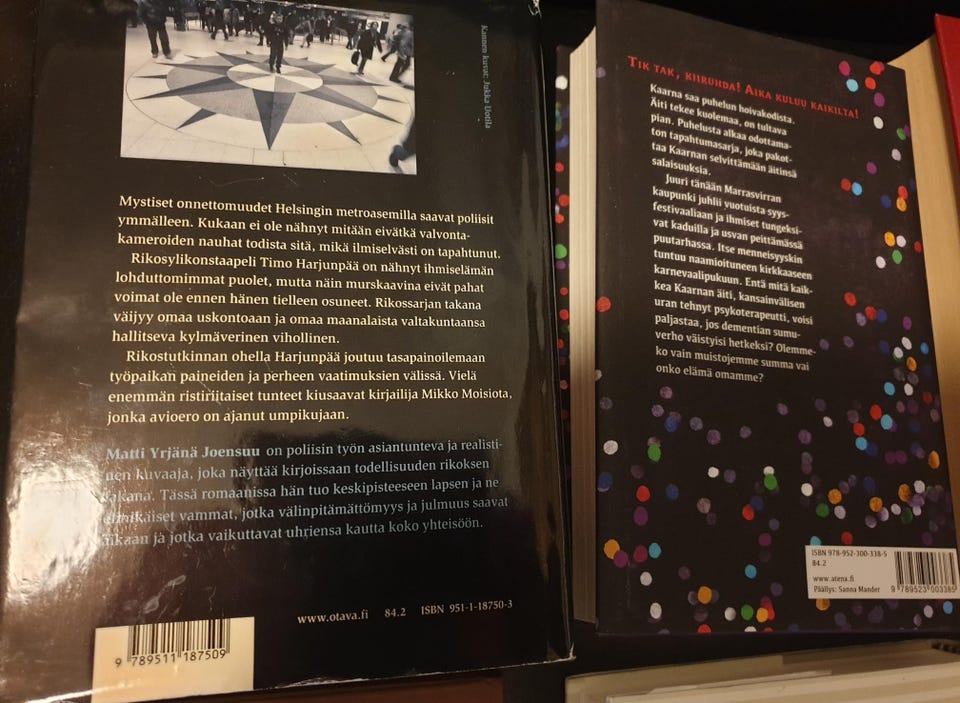 Kannen kuvat: Jukka Uotila
Mystiset onnettomuudet Helsingin metroasemilla saavat poliisit
ymmälleen. Kukaan ei ole nähnyt mitään eivätkä valvonta-
kameroiden nauhat todista sitä, mikä ilmiselvästi on tapahtunut.
Rikosylikonstaapeli Timo Harjunpää on nähnyt ihmiselämän
lohduttomimmat puolet, mutta näin murskaavina eivät pahat
voimat ole ennen hänen tielleen osuneet. Rikossarjan takana
väijyy omaa uskontoaan ja omaa maanalaista valtakuntaansa
hallitseva kylmäverinen vihollinen.
Rikostutkinnan ohella Harjunpää joutuu tasapainoilemaan
työpaikan paineiden ja perheen vaatimuksien välissä. Vielä
enemmän ristiriitaiset tunteet kiusaavat kirjailija Mikko Moisiota,
jonka avioero on ajanut umpikujaan.
Matti Yrjänä Joensuu on poliisin työn asiantunteva ja realisti-
nen kuvaaja, joka näyttää kirjoissaan todellisuuden rikoksen
takana. Tässä romaanissa hän tuo keskipisteeseen lapsen ja ne
elinikäiset vammat, jotka välinpitämättömyys ja julmuus saavat
aikaan ja jotka vaikuttavat uhriensa kautta koko yhteisöön.
www.otava.fi 84.2 ISBN 951-1-18750-3
9 789511 187509
TIK TAK, KIIRUHDA! AIKA KULUU KAIKILTA!
Kaarna saa puhelun hoivakodista.
Äiti tekee kuolemaa, on tultava
pian. Puhelusta alkaa odottama-
ton tapahtumasarja, joka pakot-
taa Kaarnan selvittämään äitinsä
salaisuuksia.
Juuri tänään Marrasvirran
kaupunki juhlii vuotuista syys-
festivaaliaan ja ihmiset tungeksi-
vat kaduilla ja usvan peittämässä
puutarhassa. Itse menneisyyskin
tuntuu naamioituneen kirkkaaseen
karnevaalipukuun. Entä mitä kaik-
kea Kaarnan äiti, kansainvälisen
uran tehnyt psykoterapeutti, voisi
paljastaa, jos dementian sumu-
verho väistyisi hetkeksi? Olemme-
ko vain muistojemme summa vai
onko elämä omamme?
ISBN 978-952-300-338-5
84.2
www.atena.fi
Päällys: Sanna Mander
9 789523 003385